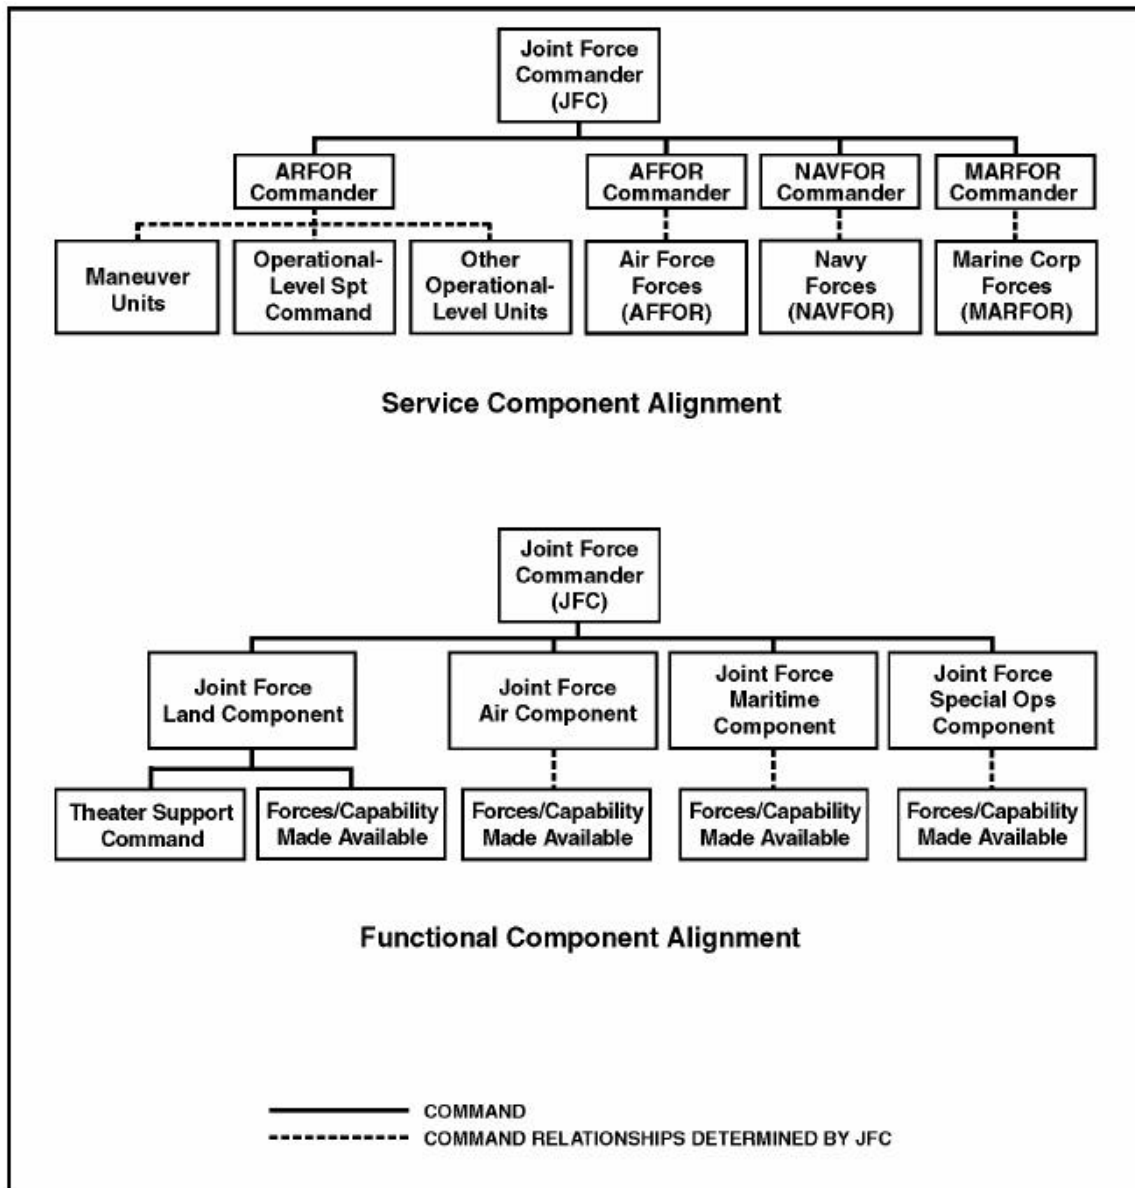 Joint Force
Commander
(JFC)
ARFOR
Commander
AFFOR
Commander
NAVFOR
Commander
MARFOR
Commander
Maneuver
Units
Operational-
Level Spt
Command
Other
Operational-
Level Units
Air Force
Forces
(AFFOR)
Navy
Forces
(NAVFOR)
Marine Corp
Forces
(MARFOR)
Service Component Alignment
Joint Force
Commander
(JFC)
Joint Force
Land Component
Joint Force
Air Component
Joint Force
Maritime
Component
Joint Force
Special Ops
Component
Theater Support
Command
Forces/Capability
Made Available
Forces/Capability
Made Available
Forces/Capability
Made Available
Forces/Capability
Made Available
Functional Component Alignment
COMMAND
COMMAND RELATIONSHIPS DETERMINED BY JFC